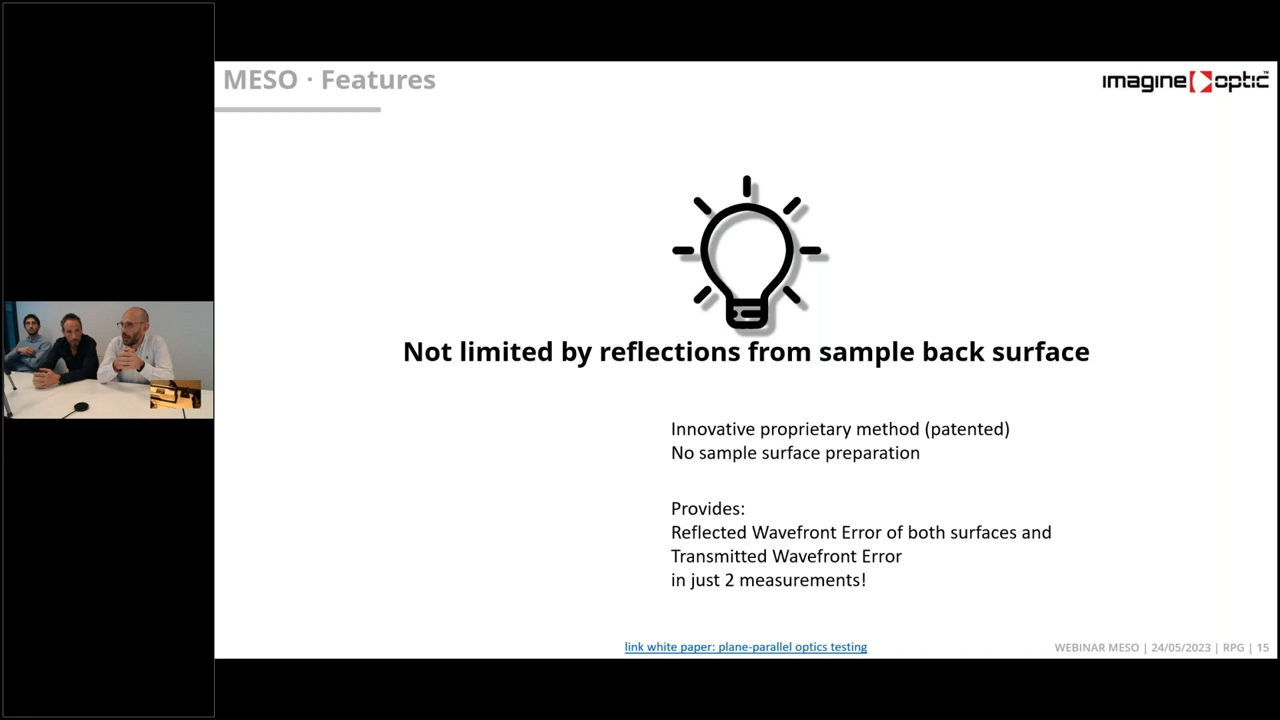 MESO · Features
imagine optic™
Not limited by reflections from sample back surface
Innovative proprietary method (patented)
No sample surface preparation
Provides:
Reflected Wavefront Error of both surfaces and
Transmitted Wavefront Error
in just 2 measurements!
link white paper: plane-parallel optics testing
WEBINAR MESO | 24/05/2023 | RPG | 15